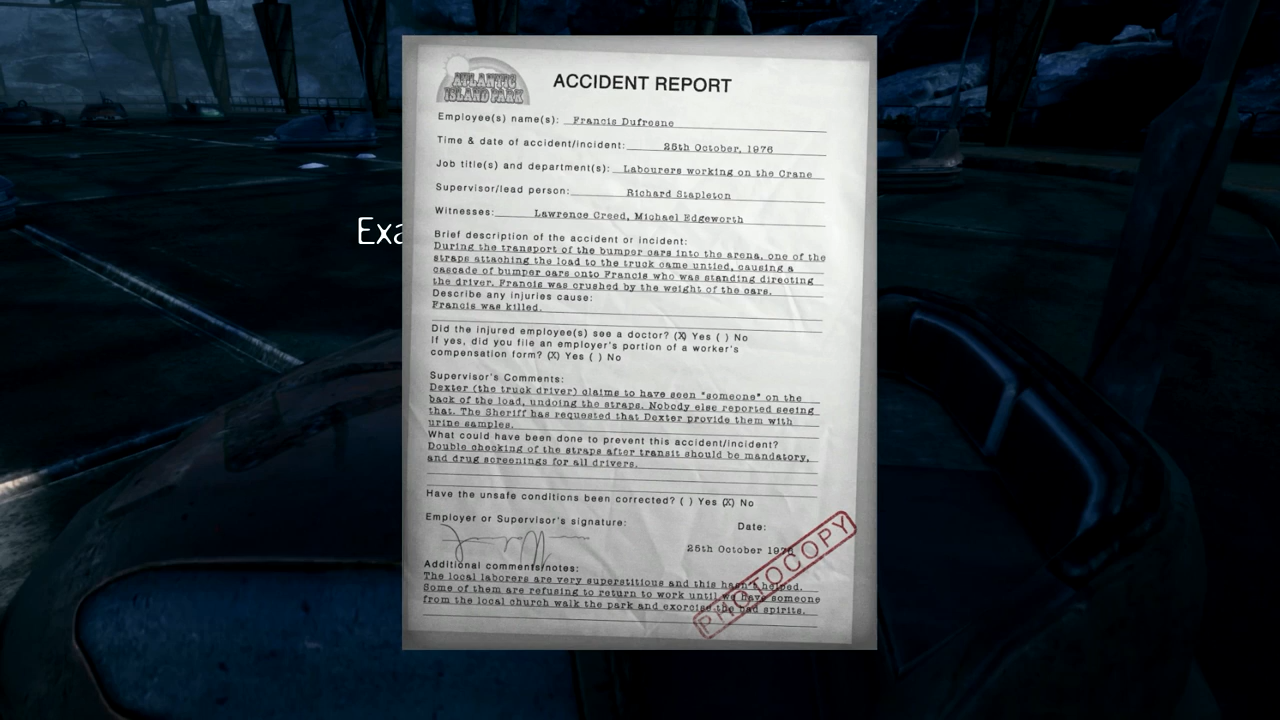 ATLANTIC
ISLAND PARK
ACCIDENT REPORT
Employee(s) name(s): Francis Dufresne
Time & date of accident/incident: 25th October, 1976
Job title(s) and department(s): Labourers working on the Crane
Supervisor/lead person: Richard Stapleton
Witnesses: Lawrence Creed, Michael Edgeworth
Exa
Brief description of the accident or incident:
During the transport of the bumper cars into the arena, one of the
straps attaching the load to the truck came untied, causing a
cascade of bumper cars onto Francis who was standing directing
the driver. Francis was crushed by the weight of the cars.
Describe any injuries cause:
Francis was killed.
Did the injured employee(s) see a doctor? (X) Yes ( ) No
If yes, did you file an employer's portion of a worker's
compensation form? (X) Yes ( ) No
Supervisor's Comments:
Dexter (the truck driver) claims to have seen "someone" on the
back of the load, undoing the straps. Nobody else reported seeing
that. The Sheriff has requested that Dexter provide them with
urine samples.
What could have been done to prevent this accident/incident?
Double checking of the straps after transit should be mandatory,
and drug screenings for all drivers.
Have the unsafe conditions been corrected? ( ) Yes (X) No
Employer or Supervisor's signature:
Date:
25th October 1976
Additional comments/notes:
The local laborers are very superstitious and this hasn't helped.
Some of them are refusing to return to work until we have someone
from the local church walk the park and exorcise the bad spirits.
PHOTOCOPY